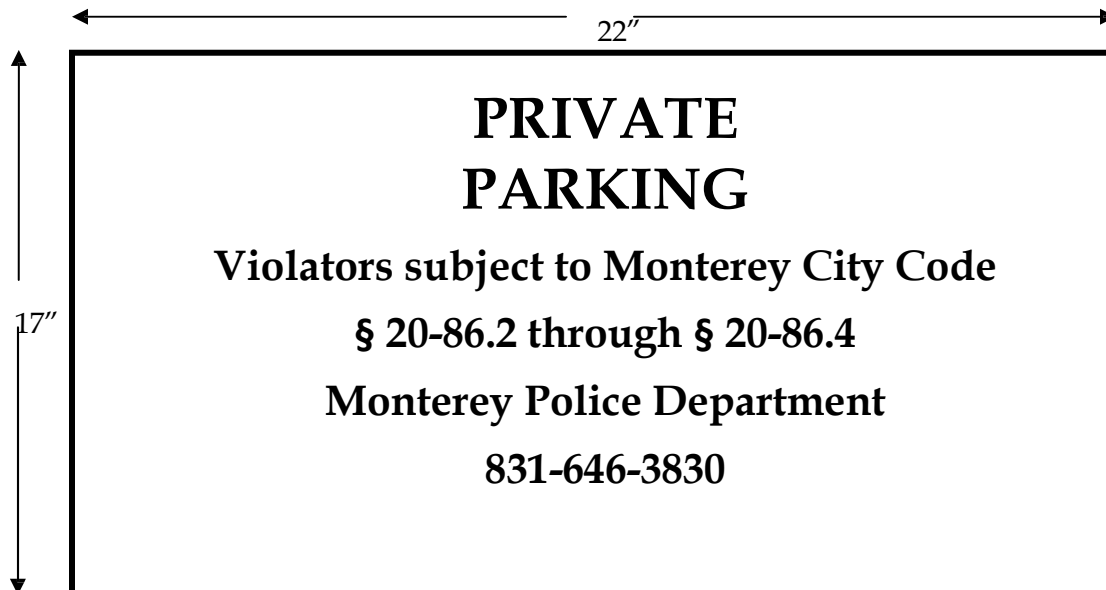 22″
PRIVATE
PARKING
Violators subject to Monterey City Code
17″
§ 20-86.2 through § 20-86.4
Monterey Police Department
831-646-3830